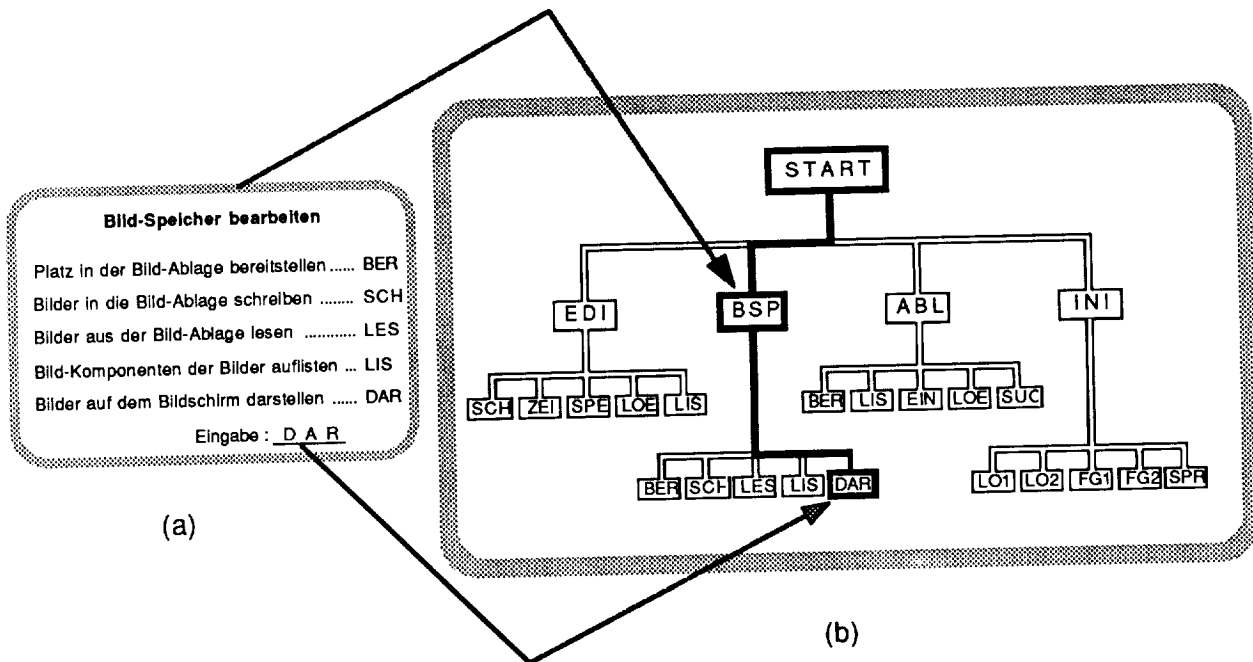 Bild-Speicher bearbeiten
Platz in der Bild-Ablage bereitstellen ...... BER
Bilder in die Bild-Ablage schreiben ........ SCH
Bilder aus der Bild-Ablage lesen ............ LES
Bild-Komponenten der Bilder auflisten ... LIS
Bilder auf dem Bildschirm darstellen ...... DAR
Eingabe : D A R
(a)
START
EDI BSP ABL INI
SCH ZEI SPE LOE LIS
BER LIS EIN LOE SUC
BER SCH LES LIS DAR
LO1 LO2 FG1 FG2 SPR
(b)